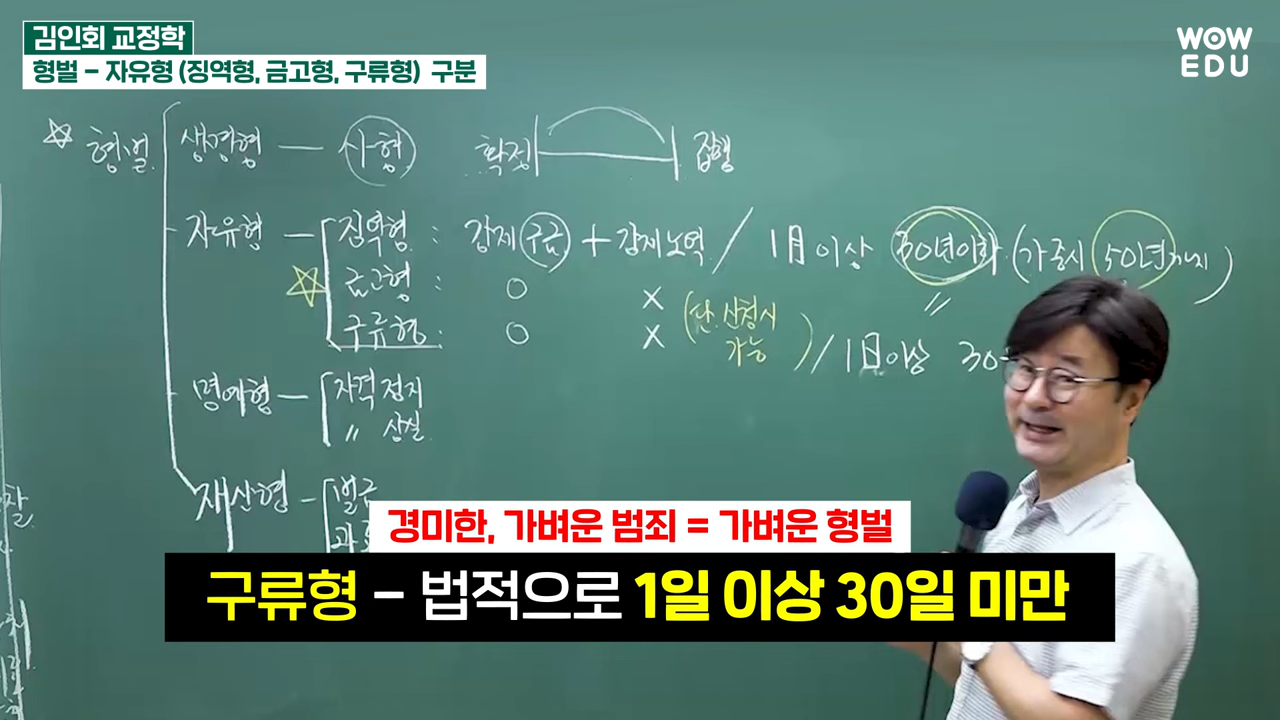 김인회 교정학
형벌 – 자유형 (징역형, 금고형, 구류형) 구분
WOW
EDU
형벌
생명형 — 사형 확정 집행
자유형 — 징역형 : 강제구금 + 강제노역 / 1月 이상 30년이하 (가중시 50년까지)
금고형 : ○ X (단. 신청시
구류형 : ○ X 가능) / 1日 이상 30
명예형 — 자격정지
〃 상실
재산형 — 벌금
경미한, 가벼운 범죄 = 가벼운 형벌
구류형 – 법적으로 1일 이상 30일 미만